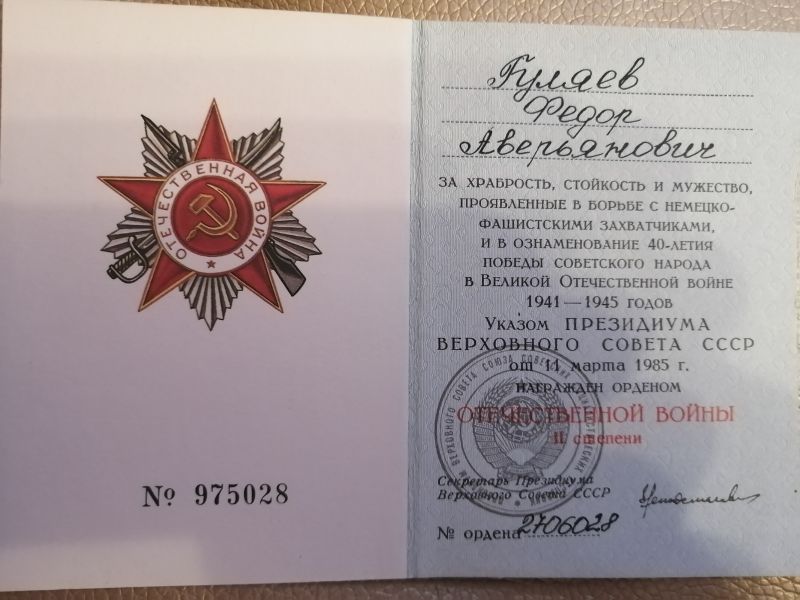 ОТЕЧЕСТВЕННАЯ ВОЙНА
№ 975028
Гуляев
Федор
Аверьянович
ЗА ХРАБРОСТЬ, СТОЙКОСТЬ И МУЖЕСТВО,
ПРОЯВЛЕННЫЕ В БОРЬБЕ С НЕМЕЦКО-
ФАШИСТСКИМИ ЗАХВАТЧИКАМИ,
И В ОЗНАМЕНОВАНИЕ 40-ЛЕТИЯ
ПОБЕДЫ СОВЕТСКОГО НАРОДА
В ВЕЛИКОЙ ОТЕЧЕСТВЕННОЙ ВОЙНЕ
1941—1945 ГОДОВ
УКАЗОМ ПРЕЗИДИУМА
ВЕРХОВНОГО СОВЕТА СССР
от 11 марта 1985 г.
НАГРАЖДЕН ОРДЕНОМ
ОТЕЧЕСТВЕННОЙ ВОЙНЫ
II степени
Секретарь Президиума
Верховного Совета СССР
№ ордена 2706028